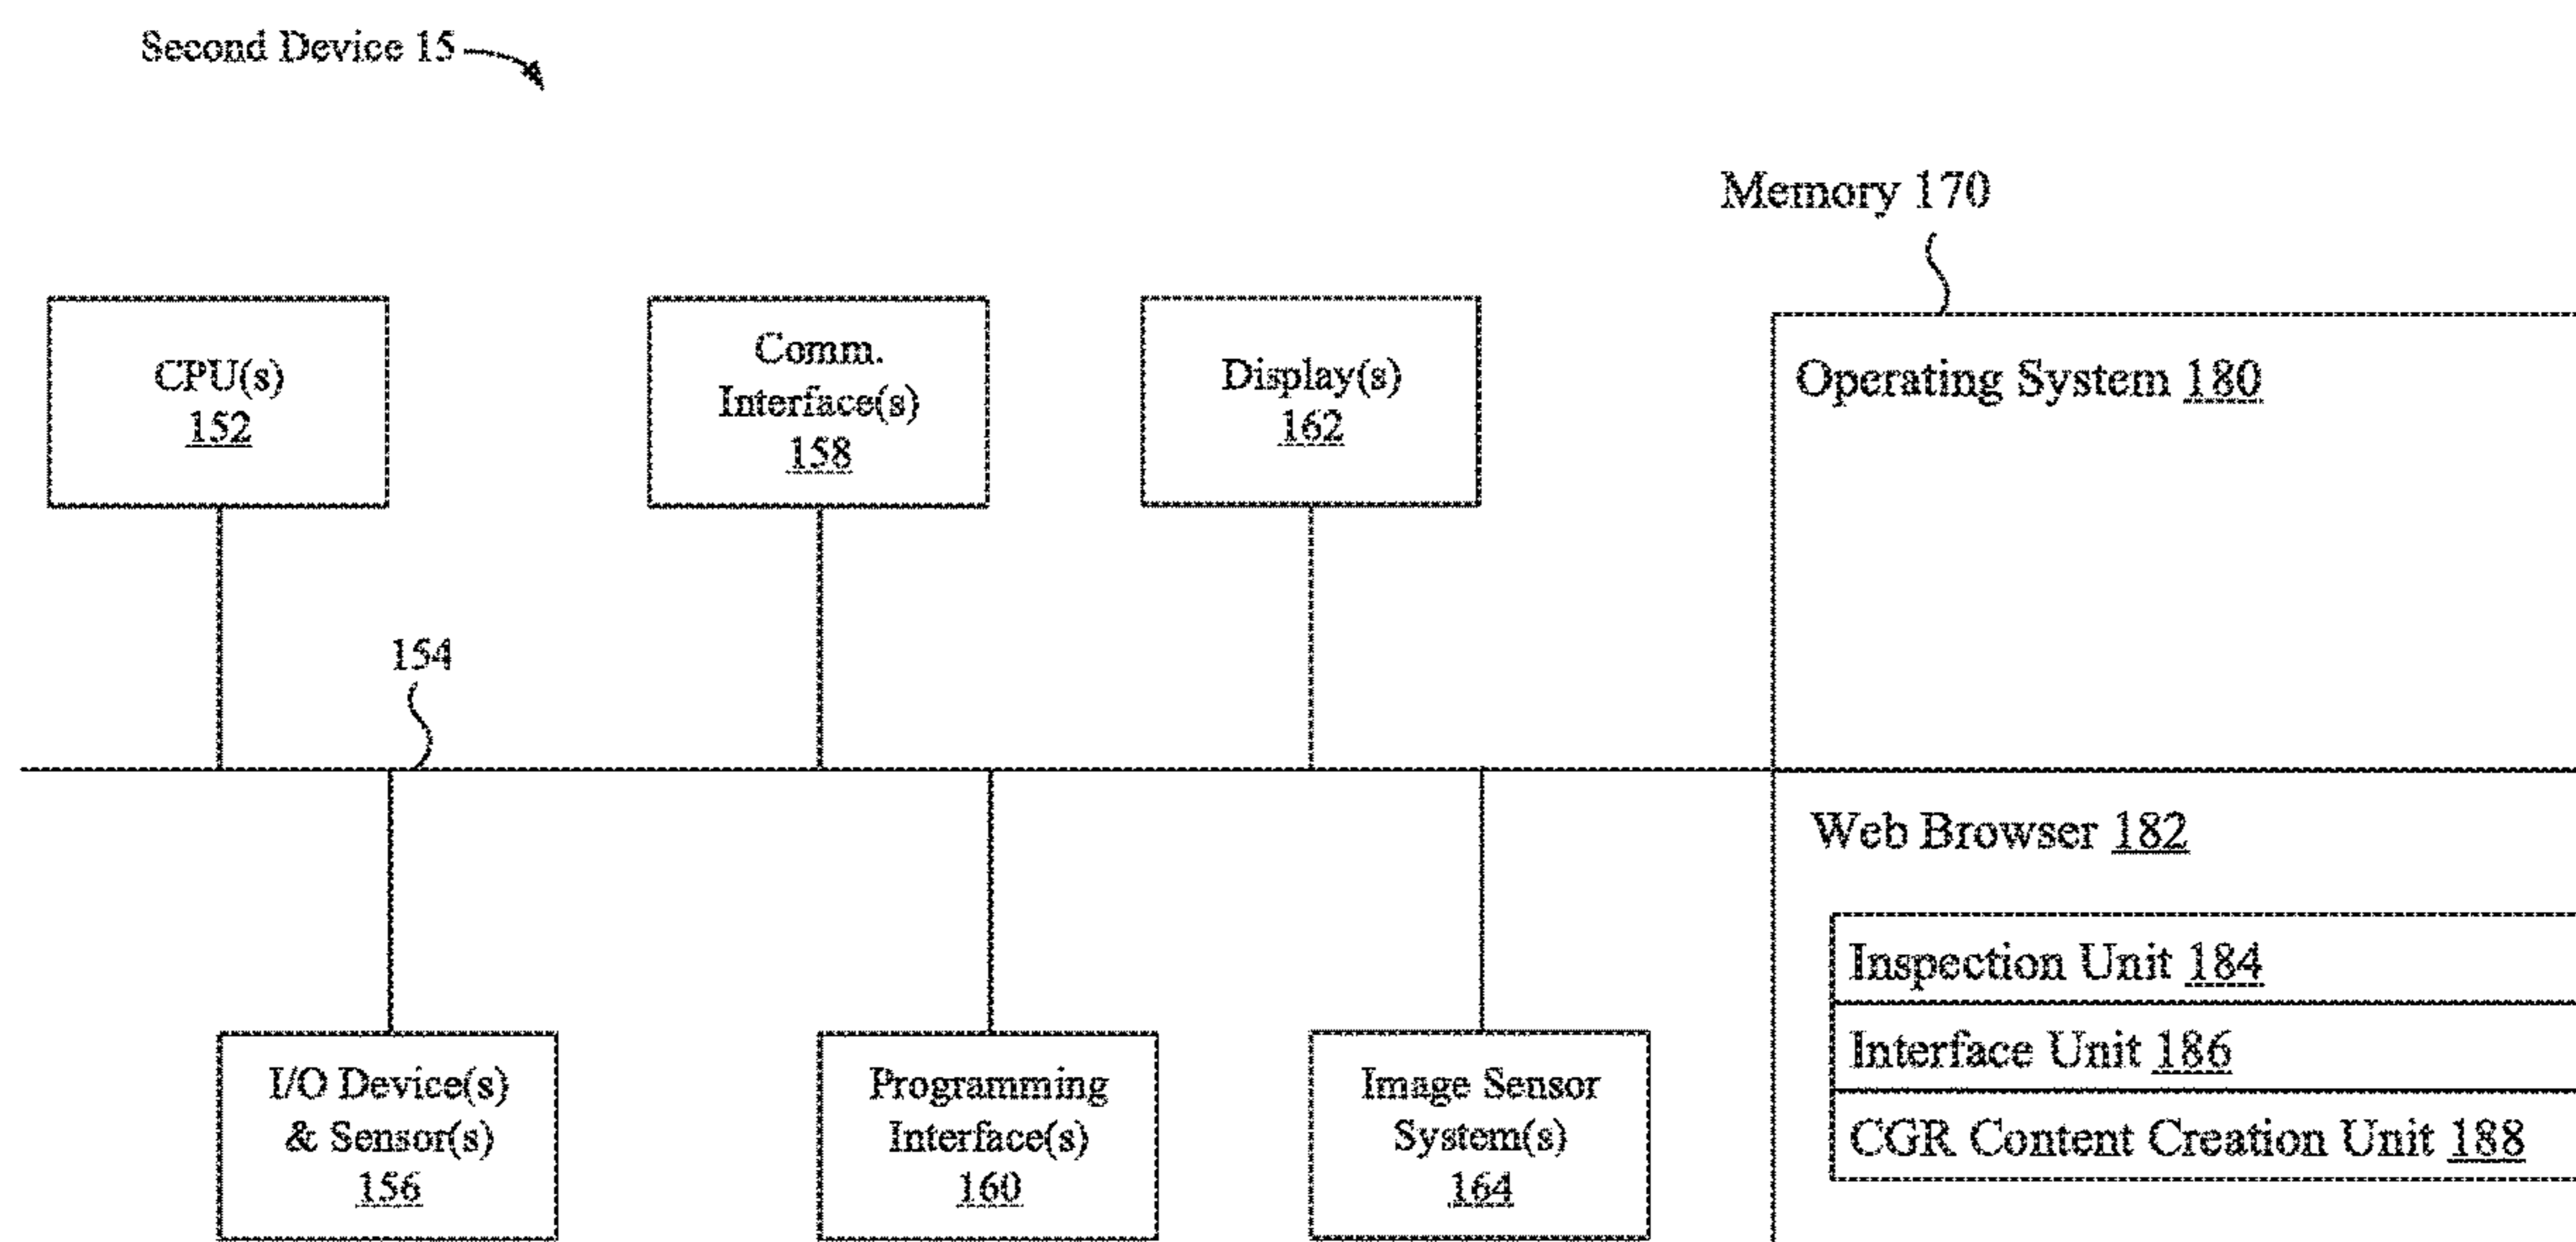 Second Device 15
Memory 170
CPU(s)
152
Comm.
Interface(s)
158
Display(s)
162
Operating System 180
154
Web Browser 182
Inspection Unit 184
Interface Unit 186
CGR Content Creation Unit 188
I/O Device(s)
& Sensor(s)
156
Programming
Interface(s)
160
Image Sensor
System(s)
164